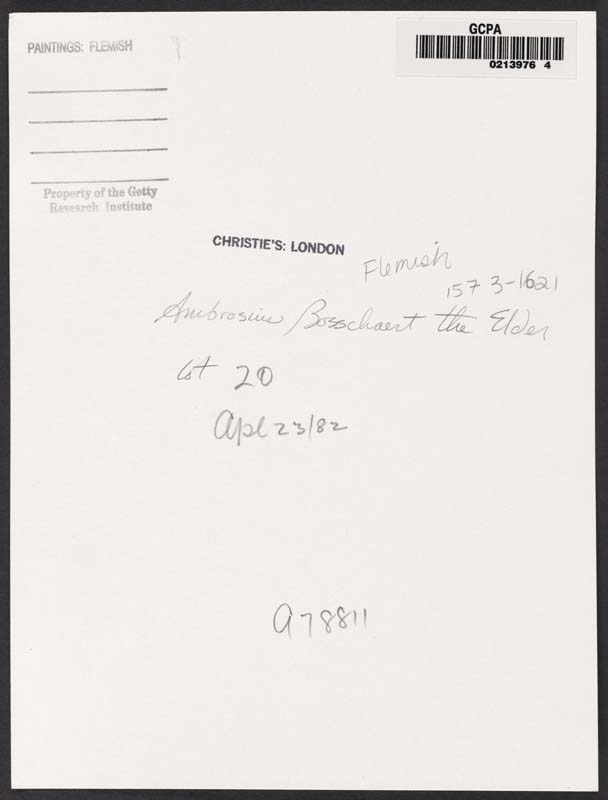 PAINTINGS: FLEMISH
GCPA
0213976 4
Property of the Getty
Research Institute
CHRISTIE'S: LONDON
Flemish
1573-1621
Ambrosius Bosschaert the Elder
lot 20
Apl 23/82
A78811